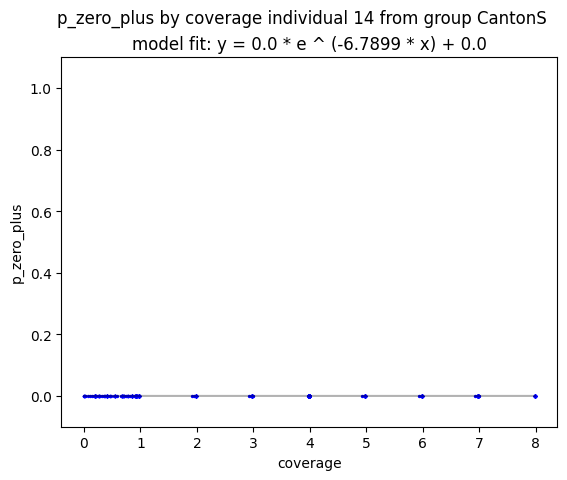 p_zero_plus by coverage individual 14 from group CantonS
model fit: y = 0.0 * e ^ (-6.7899 * x) + 0.0
1.0
0.8
0.6
0.4
0.2
0.0
p_zero_plus
0 1 2 3 4 5 6 7 8
coverage